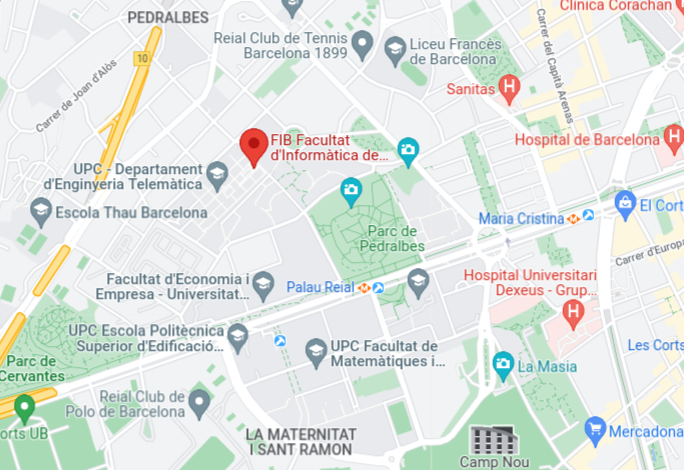 PEDRALBES
Clínica Corachan
Reial Club de Tennis
Barcelona 1899
Liceu Francès
de Barcelona
10
Carrer de Joan d'Alòs
Carrer del Capità Arenas
Sanitas
H
Hospital de Barcelona
H
FIB Facultat
d'Informàtica de...
UPC - Departament
d'Enginyeria Telemàtica
Escola Thau Barcelona
Maria Cristina
El Cort
Parc de
Pedralbes
Carrer d'Europa
Facultat d'Economia i
Empresa - Universitat...
Palau Reial
Hospital Universitari
Dexeus - Grup...
H
UPC Escola Politècnica
Superior d'Edificació...
UPC Facultat de
Matemàtiques i...
Les Corts
Parc de
Cervantes
La Masia
Reial Club de
Polo de Barcelona
orts UB
LA MATERNITAT
I SANT RAMON
Camp Nou
Mercadona